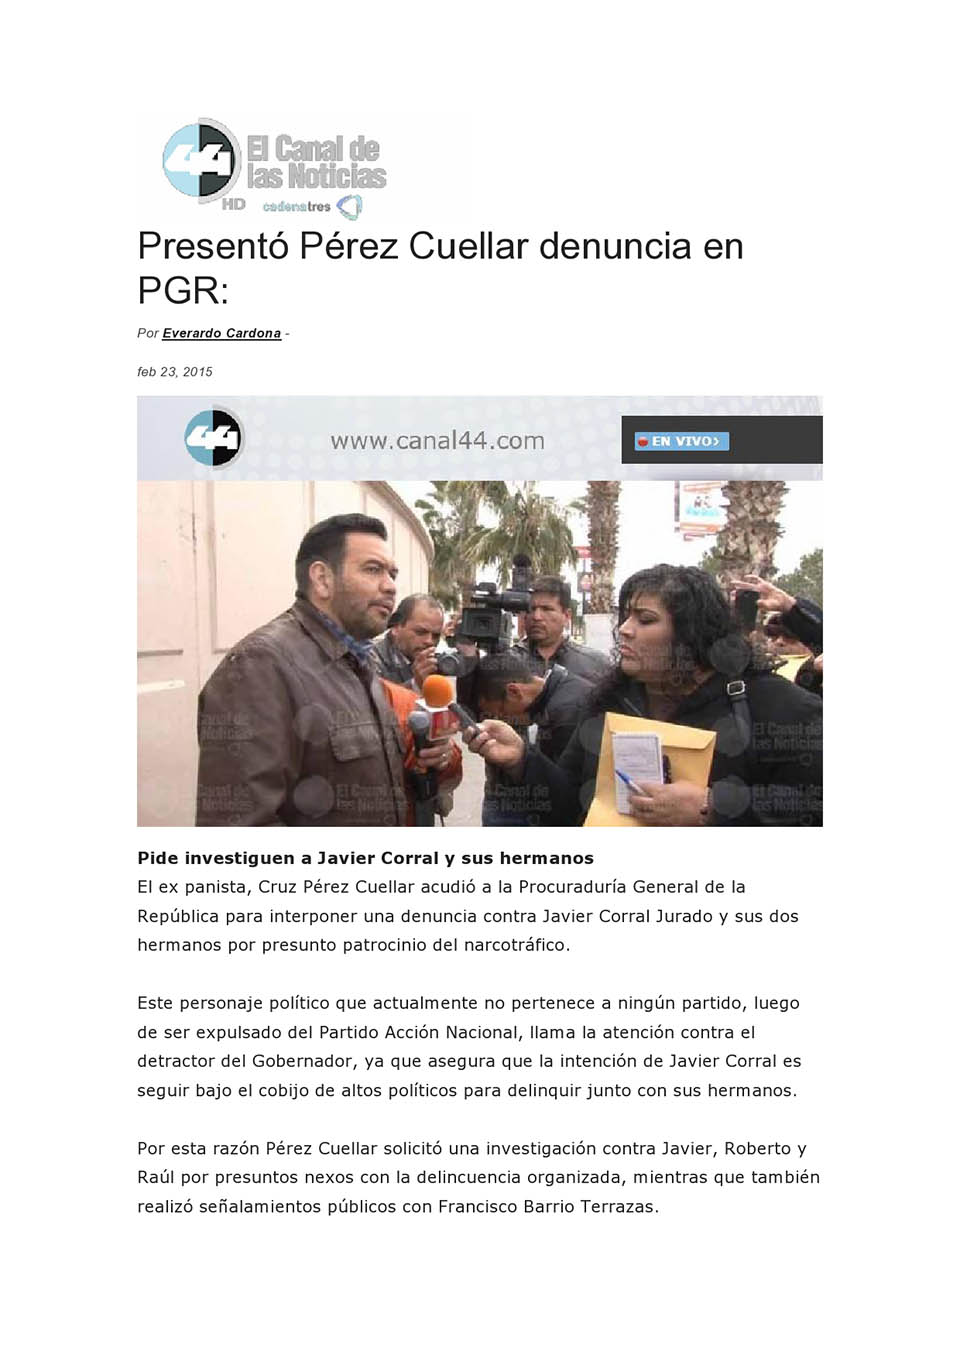 44
El Canal de
las Noticias
HD cadenatres
Presentó Pérez Cuellar denuncia en
PGR:
Por Everardo Cardona -
feb 23, 2015
44
www.canal44.com
EN VIVO›
El Canal de
las Noticias
El Canal de
las Noticias
Pide investiguen a Javier Corral y sus hermanos
El ex panista, Cruz Pérez Cuellar acudió a la Procuraduría General de la
República para interponer una denuncia contra Javier Corral Jurado y sus dos
hermanos por presunto patrocinio del narcotráfico.
Este personaje político que actualmente no pertenece a ningún partido, luego
de ser expulsado del Partido Acción Nacional, llama la atención contra el
detractor del Gobernador, ya que asegura que la intención de Javier Corral es
seguir bajo el cobijo de altos políticos para delinquir junto con sus hermanos.
Por esta razón Pérez Cuellar solicitó una investigación contra Javier, Roberto y
Raúl por presuntos nexos con la delincuencia organizada, mientras que también
realizó señalamientos públicos con Francisco Barrio Terrazas.